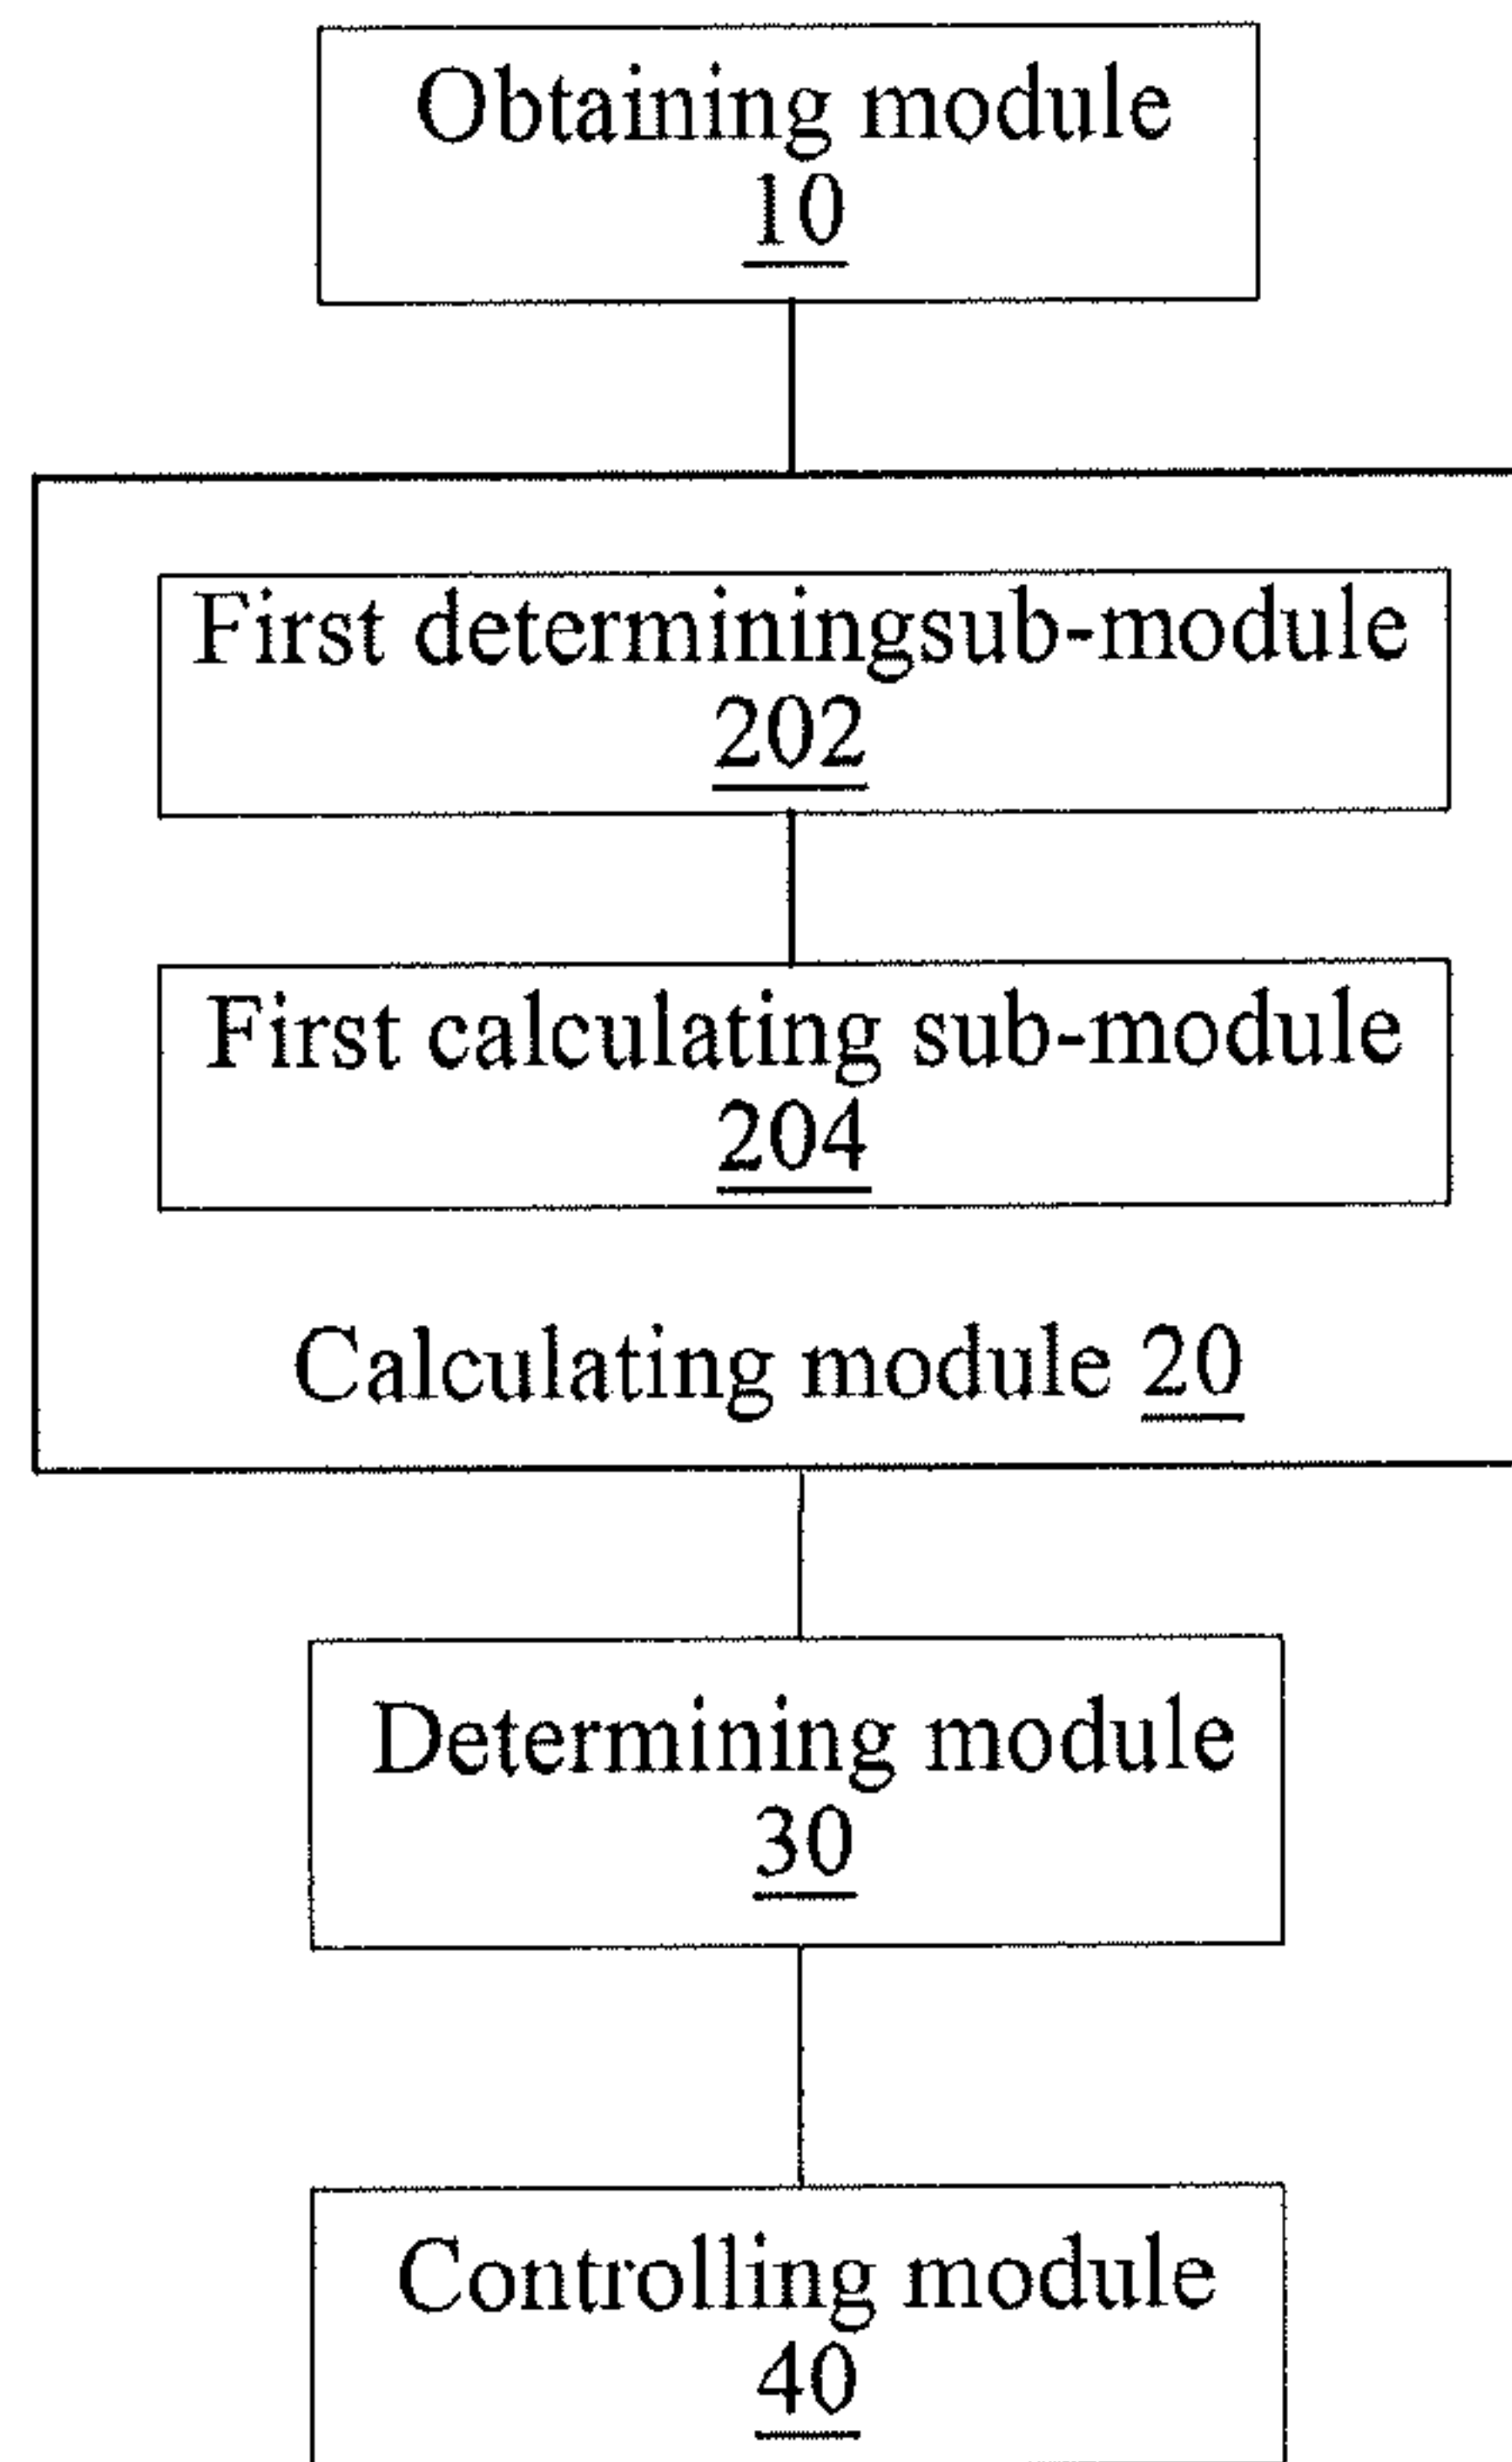 Obtaining module
10
First determiningsub-module
202
First calculating sub-module
204
Calculating module 20
Determining module
30
Controlling module
40